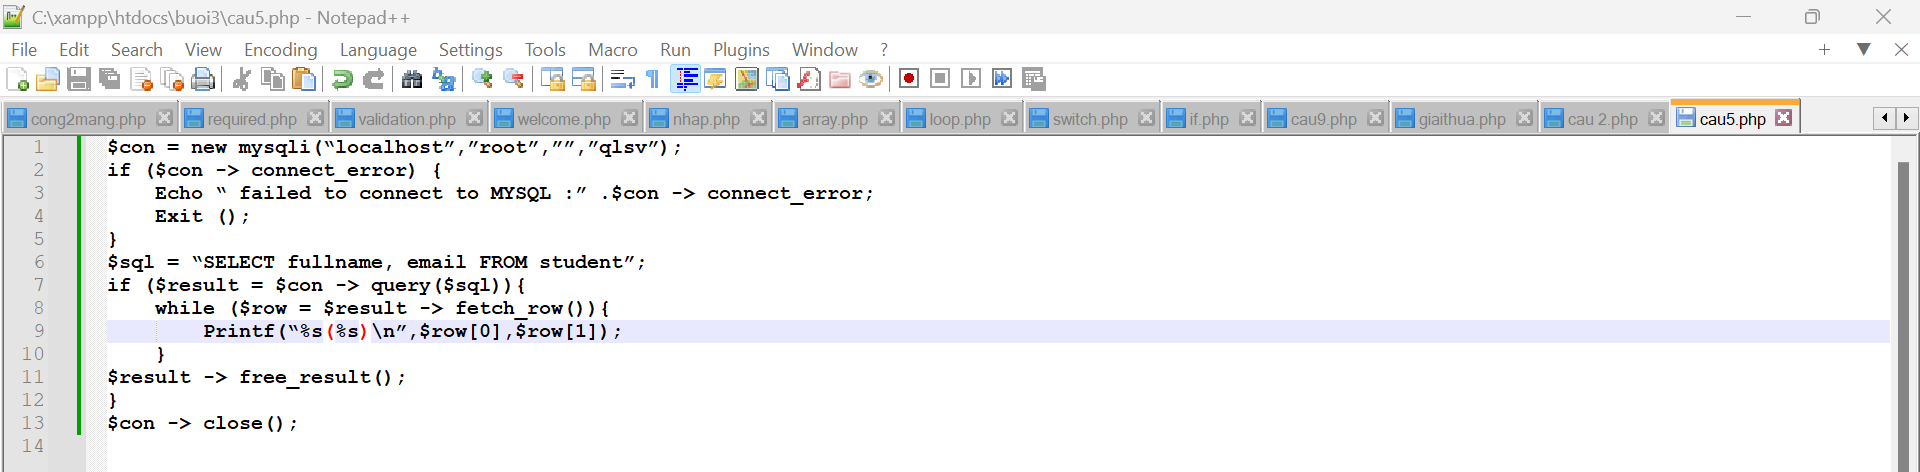 C:\xampp\htdocs\buoi3\cau5.php - Notepad++
File Edit Search View Encoding Language Settings Tools Macro Run Plugins Window ?
cong2mang.php required.php validation.php welcome.php nhap.php array.php loop.php switch.php if.php cau9.php giaithua.php cau 2.php cau5.php
1 $con = new mysqli(“localhost”,”root”,””,”qlsv”);
2 if ($con -> connect_error) {
3 Echo “ failed to connect to MYSQL :” .$con -> connect_error;
4 Exit ();
5 }
6 $sql = “SELECT fullname, email FROM student”;
7 if ($result = $con -> query($sql)){
8 while ($row = $result -> fetch_row()){
9 Printf(“%s(%s)\n”,$row[0],$row[1]);
10 }
11 $result -> free_result();
12 }
13 $con -> close();
14